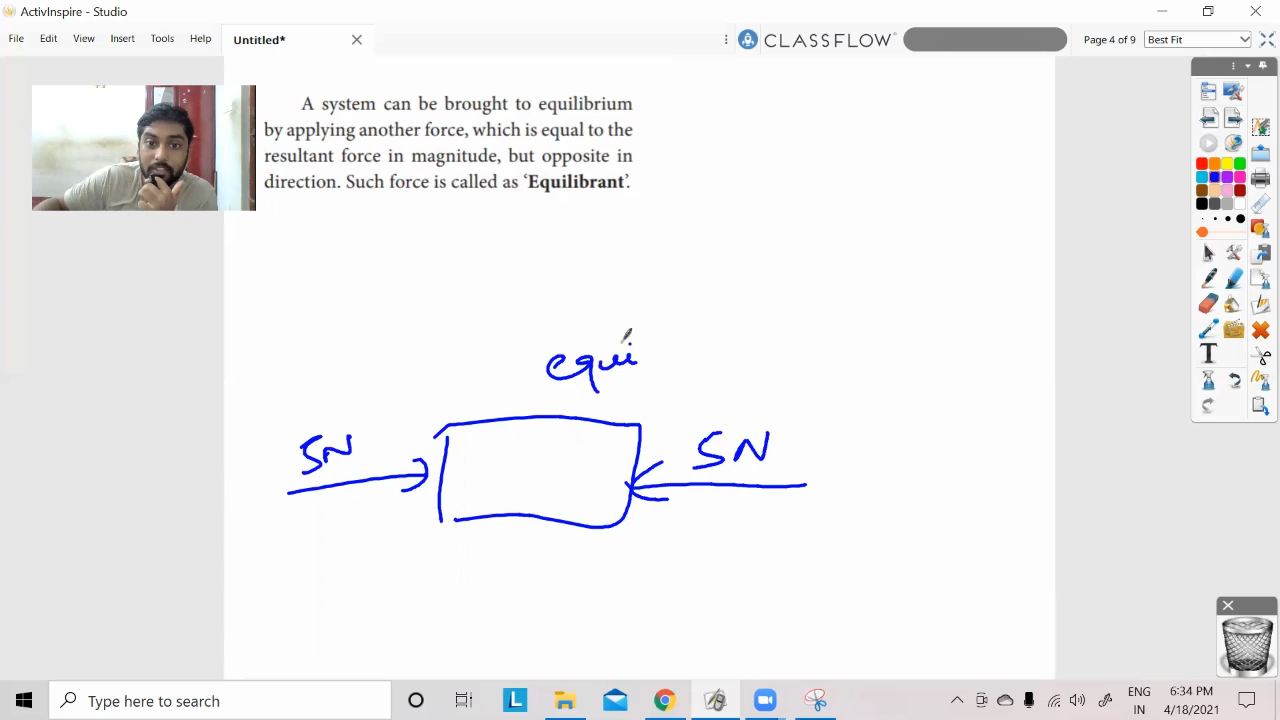 ActivInspire - Studio
File Edit View Insert Tools Help Untitled* CLASSFLOW Page 4 of 9 Best Fit
A system can be brought to equilibrium
by applying another force, which is equal to the
resultant force in magnitude, but opposite in
direction. Such force is called as ‘Equilibrant’.
equi
5N 5N
Type here to search
ENG 6:34 PM
IN 4/18/2021